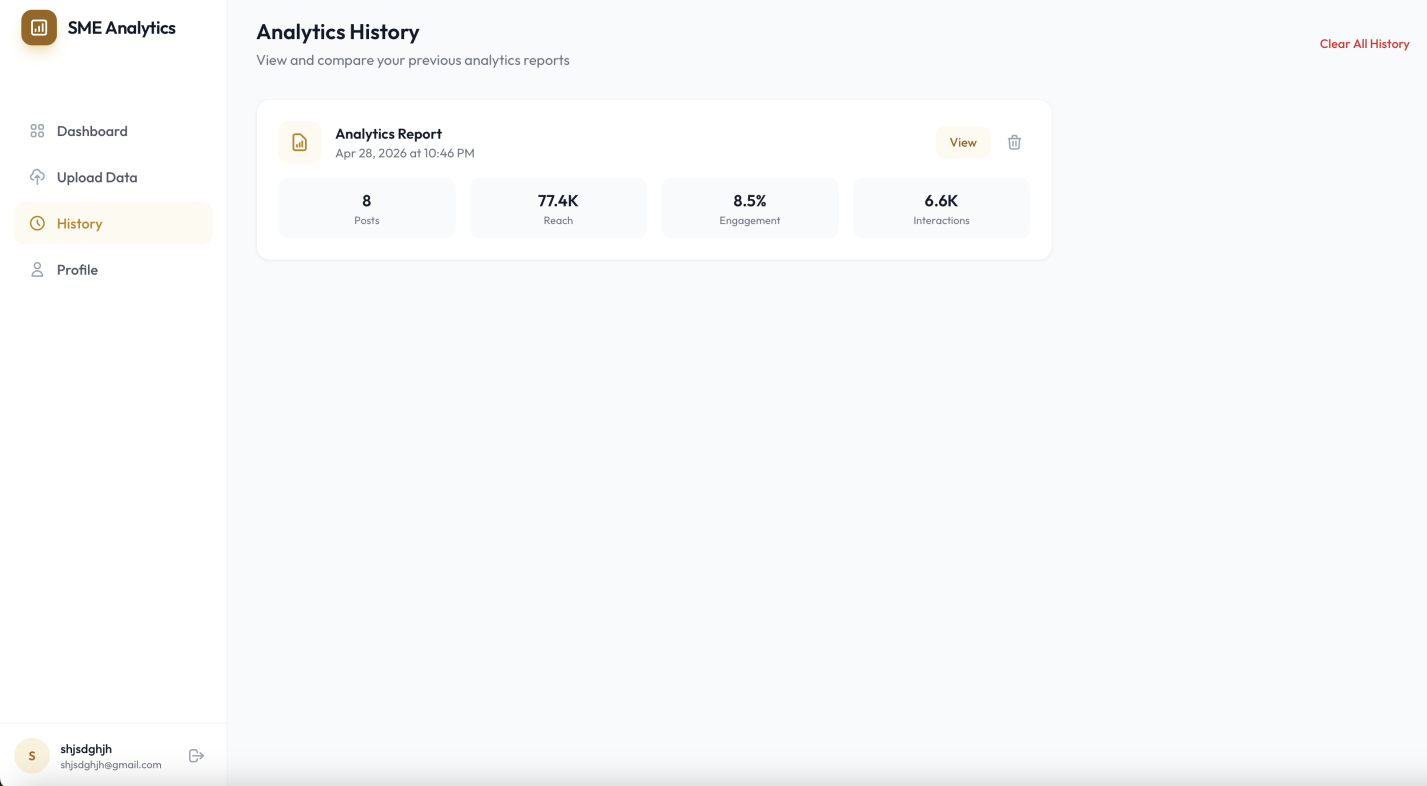 SME Analytics
Dashboard
Upload Data
History
Profile
shjsdghjh
S
shjsdghjh@gmail.com
Analytics History
View and compare your previous analytics reports
Clear All History
Analytics Report
Apr 28, 2026 at 10:46 PM
View
8
Posts
77.4K
Reach
8.5%
Engagement
6.6K
Interactions